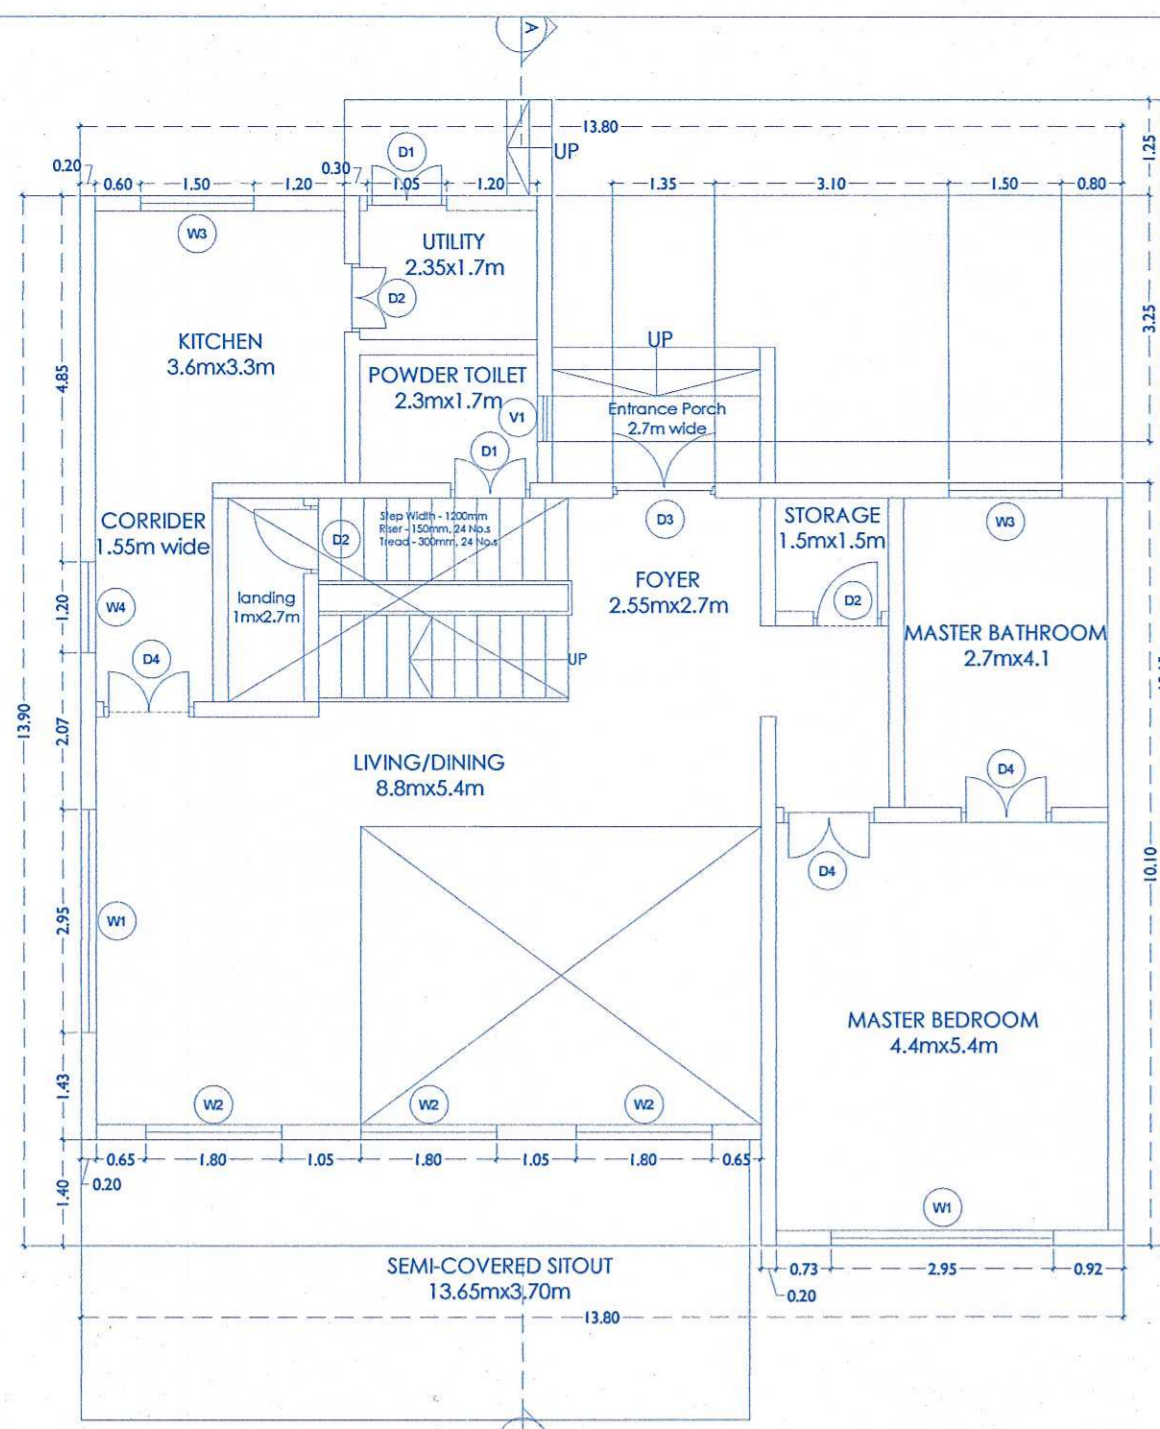 A
13.80
UP
1.25
D1
0.20
0.60
1.50
1.20
0.30
1.05
1.20
1.35
3.10
1.50
0.80
W3
UTILITY
2.35x1.7m
D2
3.25
KITCHEN
3.6mx3.3m
UP
4.85
POWDER TOILET
2.3mx1.7m
V1
Entrance Porch
2.7m wide
D1
CORRIDER
1.55m wide
D2
Step Width - 1200mm
Riser - 150mm, 24 No.s
Tread - 300mm, 24 No.s
D3
STORAGE
1.5mx1.5m
W3
1.20
W4
landing
1mx2.7m
FOYER
2.55mx2.7m
D2
MASTER BATHROOM
2.7mx4.1
D4
UP
13.90
2.07
LIVING/DINING
8.8mx5.4m
D4
D4
10.10
2.95
W1
MASTER BEDROOM
4.4mx5.4m
1.43
W2
W2
W2
0.65
1.80
1.05
1.80
1.05
1.80
0.65
0.20
1.40
W1
SEMI-COVERED SITOUT
13.65mx3.70m
0.73
2.95
0.92
0.20
13.80